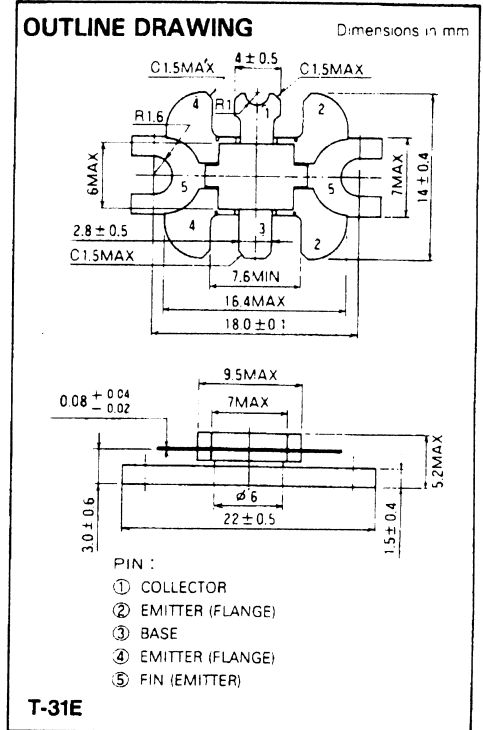 OUTLINE DRAWING
Dimensions in mm
4±0.5
C1.5MAX
C1.5MAX
4
R1
1
2
R1.6
6MAX
5
5
7MAX
14±0.4
2.8±0.5
4
3
2
C1.5MAX
7.6MIN
16.4MAX
18.0±0.1
9.5MAX
7MAX
0.08 + 0.04
− 0.02
5.2MAX
3.0±0.6
ø 6
22±0.5
1.5±0.4
PIN :
① COLLECTOR
② EMITTER (FLANGE)
③ BASE
④ EMITTER (FLANGE)
⑤ FIN (EMITTER)
T-31E